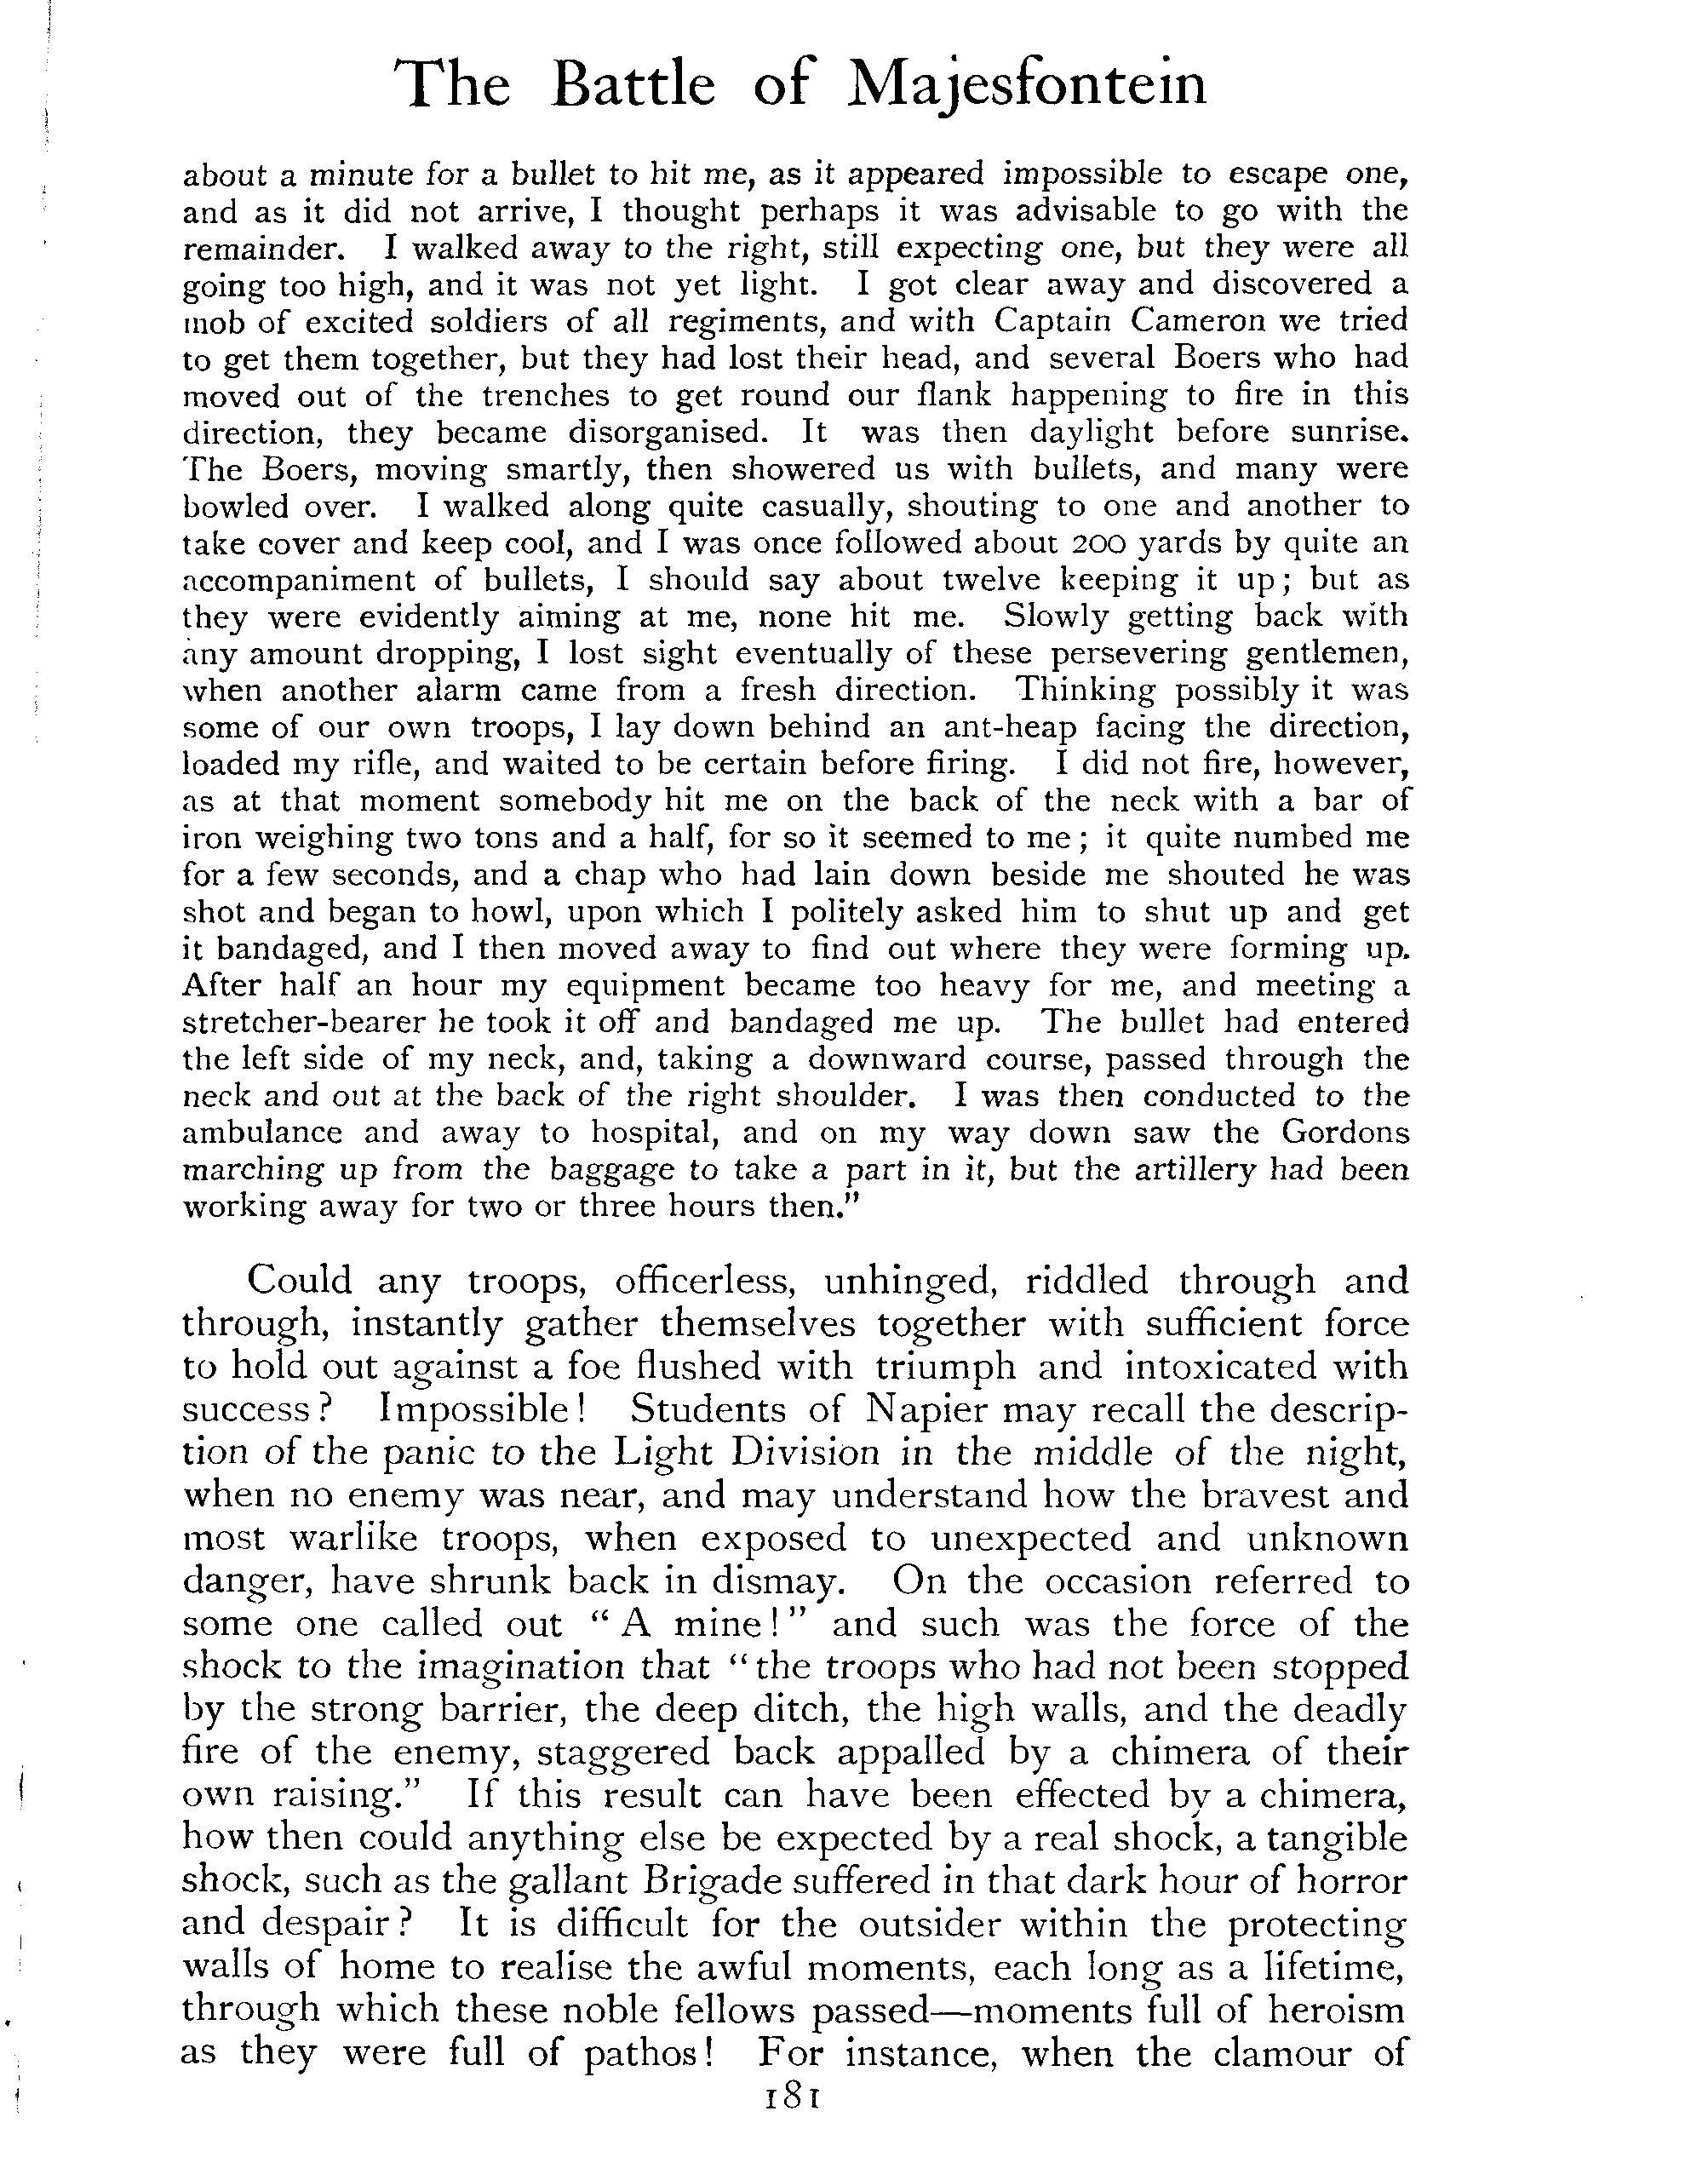 The Battle of Majesfontein
about a minute for a bullet to hit me, as it appeared impossible to escape one,
and as it did not arrive, I thought perhaps it was advisable to go with the
remainder. I walked away to the right, still expecting one, but they were all
going too high, and it was not yet light. I got clear away and discovered a
mob of excited soldiers of all regiments, and with Captain Cameron we tried
to get them together, but they had lost their head, and several Boers who had
moved out of the trenches to get round our flank happening to fire in this
direction, they became disorganised. It was then daylight before sunrise.
The Boers, moving smartly, then showered us with bullets, and many were
bowled over. I walked along quite casually, shouting to one and another to
take cover and keep cool, and I was once followed about 200 yards by quite an
accompaniment of bullets, I should say about twelve keeping it up; but as
they were evidently aiming at me, none hit me. Slowly getting back with
any amount dropping, I lost sight eventually of these persevering gentlemen,
when another alarm came from a fresh direction. Thinking possibly it was
some of our own troops, I lay down behind an ant-heap facing the direction,
loaded my rifle, and waited to be certain before firing. I did not fire, however,
as at that moment somebody hit me on the back of the neck with a bar of
iron weighing two tons and a half, for so it seemed to me; it quite numbed me
for a few seconds, and a chap who had lain down beside me shouted he was
shot and began to howl, upon which I politely asked him to shut up and get
it bandaged, and I then moved away to find out where they were forming up.
After half an hour my equipment became too heavy for me, and meeting a
stretcher-bearer he took it off and bandaged me up. The bullet had entered
the left side of my neck, and, taking a downward course, passed through the
neck and out at the back of the right shoulder. I was then conducted to the
ambulance and away to hospital, and on my way down saw the Gordons
marching up from the baggage to take a part in it, but the artillery had been
working away for two or three hours then."
Could any troops, officerless, unhinged, riddled through and
through, instantly gather themselves together with sufficient force
to hold out against a foe flushed with triumph and intoxicated with
success? Impossible! Students of Napier may recall the descrip-
tion of the panic to the Light Division in the middle of the night,
when no enemy was near, and may understand how the bravest and
most warlike troops, when exposed to unexpected and unknown
danger, have shrunk back in dismay. On the occasion referred to
some one called out "A mine!" and such was the force of the
shock to the imagination that "the troops who had not been stopped
by the strong barrier, the deep ditch, the high walls, and the deadly
fire of the enemy, staggered back appalled by a chimera of their
own raising." If this result can have been effected by a chimera,
how then could anything else be expected by a real shock, a tangible
shock, such as the gallant Brigade suffered in that dark hour of horror
and despair? It is difficult for the outsider within the protecting
walls of home to realise the awful moments, each long as a lifetime,
through which these noble fellows passed—moments full of heroism
as they were full of pathos! For instance, when the clamour of
181